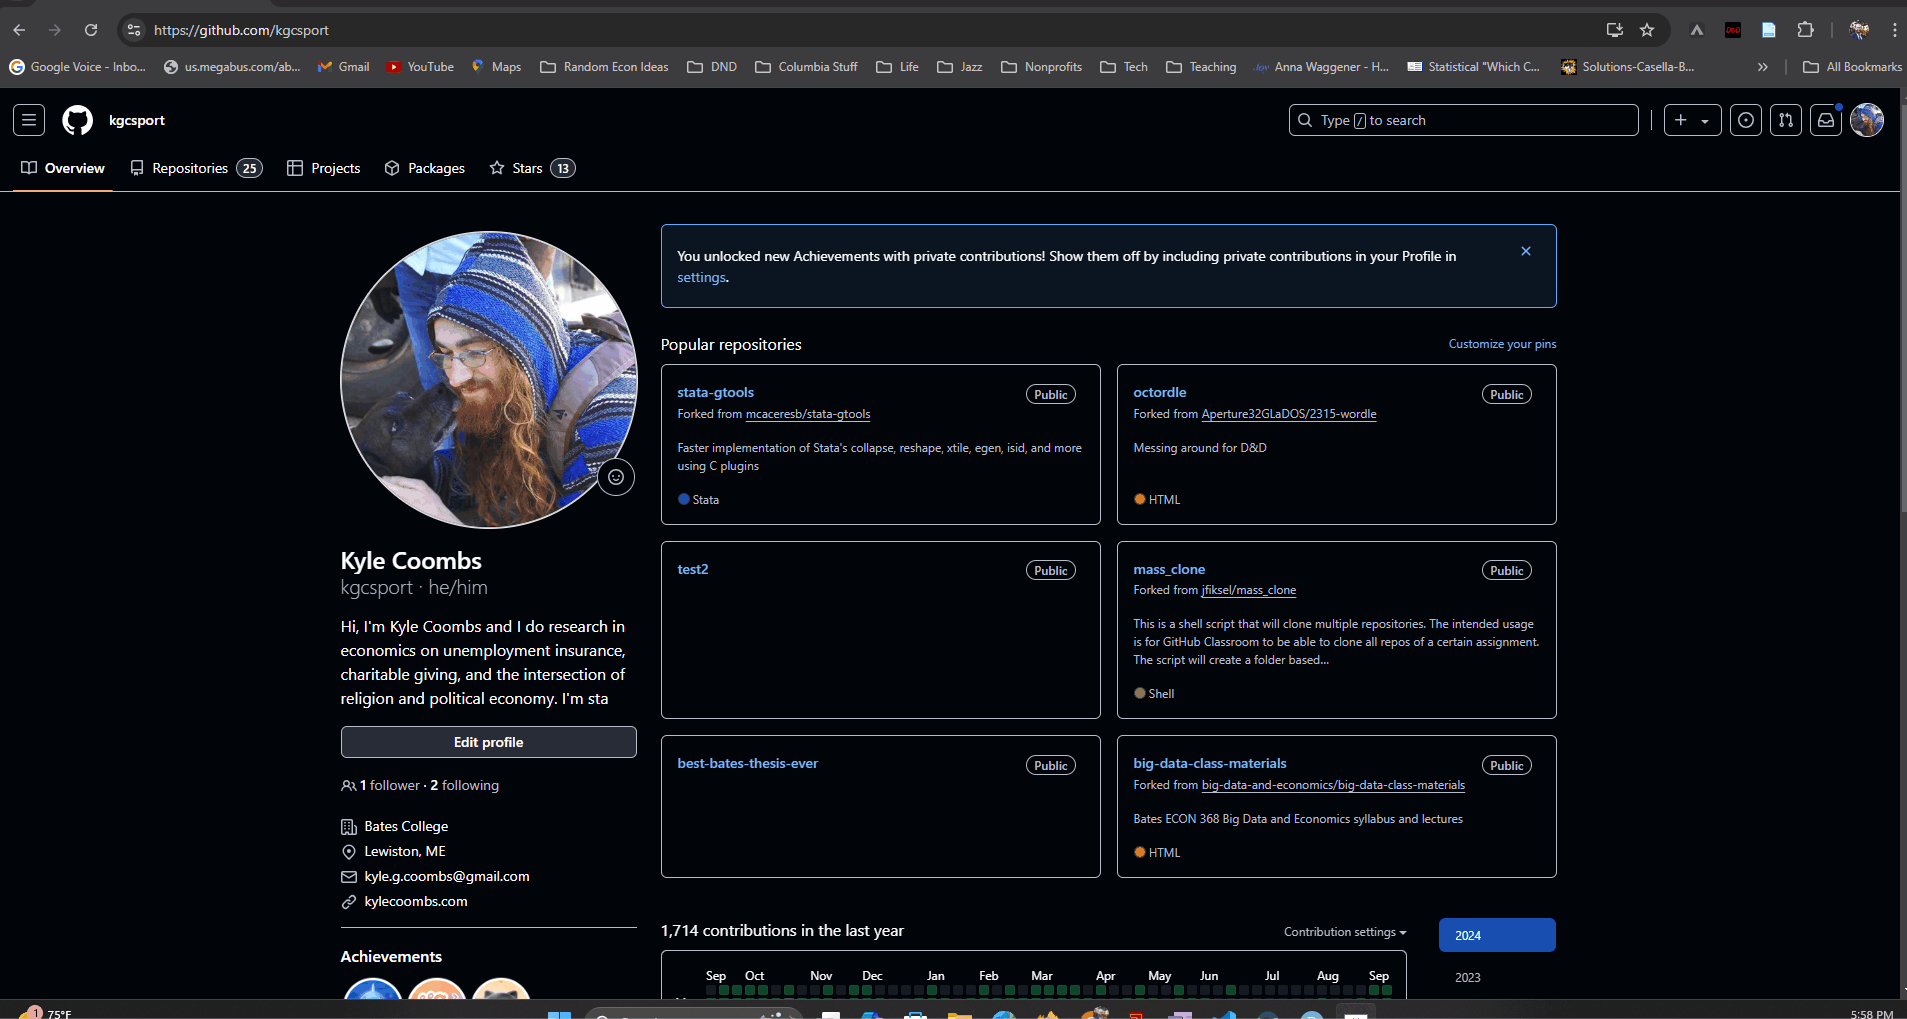 https://github.com/kgcsport
Google Voice - Inbo...
us.megabus.com/ab...
Gmail
YouTube
Maps
Random Econ Ideas
DND
Columbia Stuff
Life
Jazz
Nonprofits
Tech
Teaching
Anna Waggener - H...
Statistical "Which C...
Solutions-Casella-B...
All Bookmarks
kgcsport
Type / to search
Overview
Repositories 25
Projects
Packages
Stars 13
You unlocked new Achievements with private contributions! Show them off by including private contributions in your Profile in
settings.
Popular repositories
Customize your pins
stata-gtools
Public
Forked from mcaceresb/stata-gtools
Faster implementation of Stata's collapse, reshape, xtile, egen, isid, and more
using C plugins
Stata
octordle
Public
Forked from Aperture32GLaDOS/2315-wordle
Messing around for D&D
HTML
test2
Public
mass_clone
Public
Forked from jfiksel/mass_clone
This is a shell script that will clone multiple repositories. The intended usage
is for GitHub Classroom to be able to clone all repos of a certain assignment.
The script will create a folder based...
Shell
best-bates-thesis-ever
Public
big-data-class-materials
Public
Forked from big-data-and-economics/big-data-class-materials
Bates ECON 368 Big Data and Economics syllabus and lectures
HTML
Kyle Coombs
kgcsport · he/him
Hi, I'm Kyle Coombs and I do research in
economics on unemployment insurance,
charitable giving, and the intersection of
religion and political economy. I'm sta
Edit profile
1 follower · 2 following
Bates College
Lewiston, ME
kyle.g.coombs@gmail.com
kylecoombs.com
Achievements
1,714 contributions in the last year
Contribution settings
2024
2023
Sep Oct Nov Dec Jan Feb Mar Apr May Jun Jul Aug Sep
1
75°F
5:58 PM